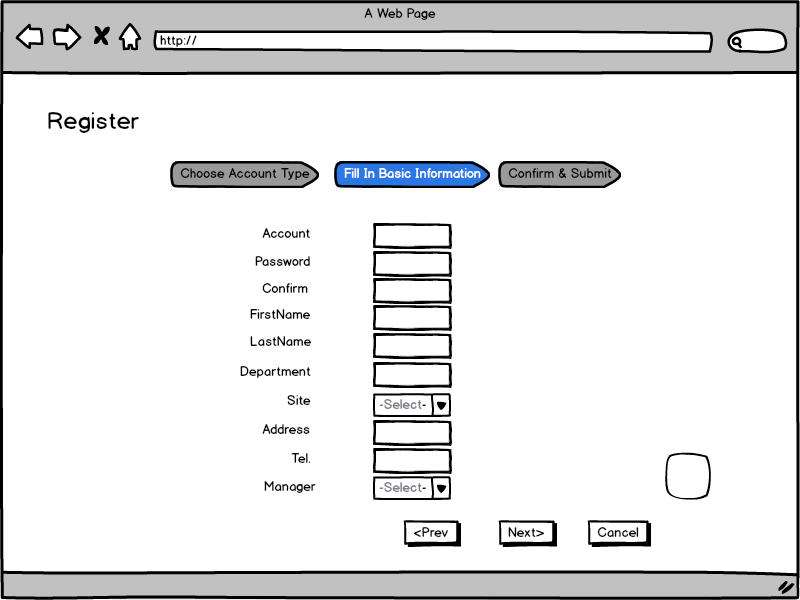 A Web Page
http://
Register
Choose Account Type Fill In Basic Information Confirm & Submit
Account
Password
Confirm
FirstName
LastName
Department
Site -Select-
Address
Tel.
Manager -Select-
<Prev Next> Cancel